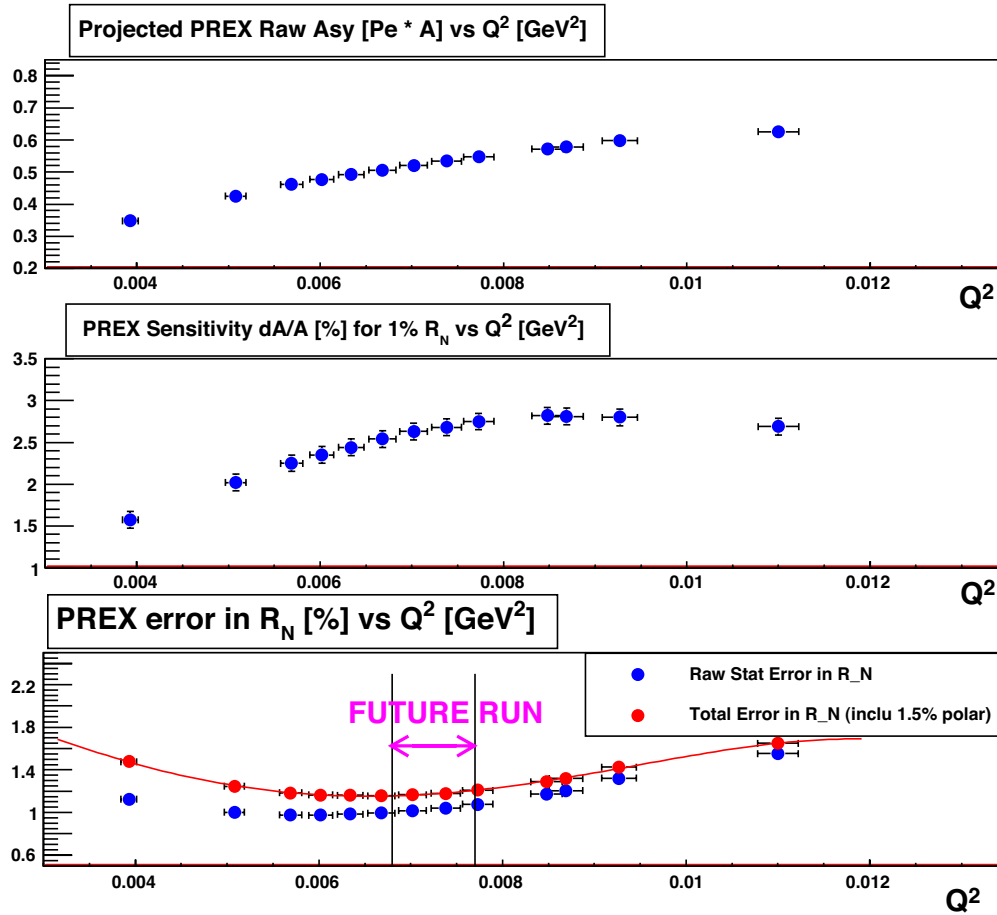 Projected PREX Raw Asy [Pe * A] vs Q² [GeV²]
0.8
0.7
0.6
0.5
0.4
0.3
0.2
0.004 0.006 0.008 0.01 0.012
Q²
PREX Sensitivity dA/A [%] for 1% R_N vs Q² [GeV²]
3.5
3
2.5
2
1.5
1
0.004 0.006 0.008 0.01 0.012
Q²
PREX error in R_N [%] vs Q² [GeV²]
2.2
1.8
1.4
1
0.6
Raw Stat Error in R_N
Total Error in R_N (inclu 1.5% polar)
FUTURE RUN
0.004 0.006 0.008 0.01 0.012
Q²